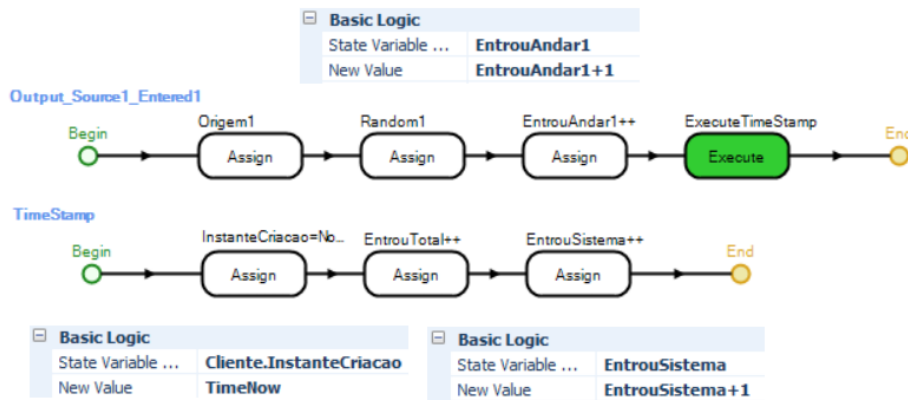 Basic Logic
State Variable ... EntrouAndar1
New Value EntrouAndar1+1
Output_Source1_Entered1
Begin Origem1 Random1 EntrouAndar1++ ExecuteTimeStamp End
Assign Assign Assign Execute
TimeStamp
Begin InstanteCriacao=No... EntrouTotal++ EntrouSistema++ End
Assign Assign Assign
Basic Logic
State Variable ... Cliente.InstanteCriacao
New Value TimeNow
Basic Logic
State Variable ... EntrouSistema
New Value EntrouSistema+1